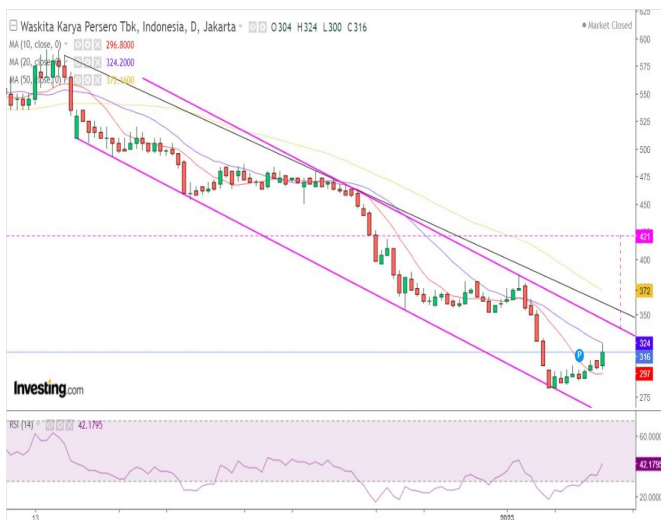 Waskita Karya Persero Tbk, Indonesia, D, Jakarta O304 H324 L300 C316
Market Closed
MA (10, close, 0) 296.8000
MA (20, close, 0) 324.2000
MA (50, close, 0)
625
600
575
550
525
500
475
450
421
400
372
350
324
316
297
275
P
Investing.com
RSI (14) 42.1795
60.0000
42.1795
20.0000
13
2023